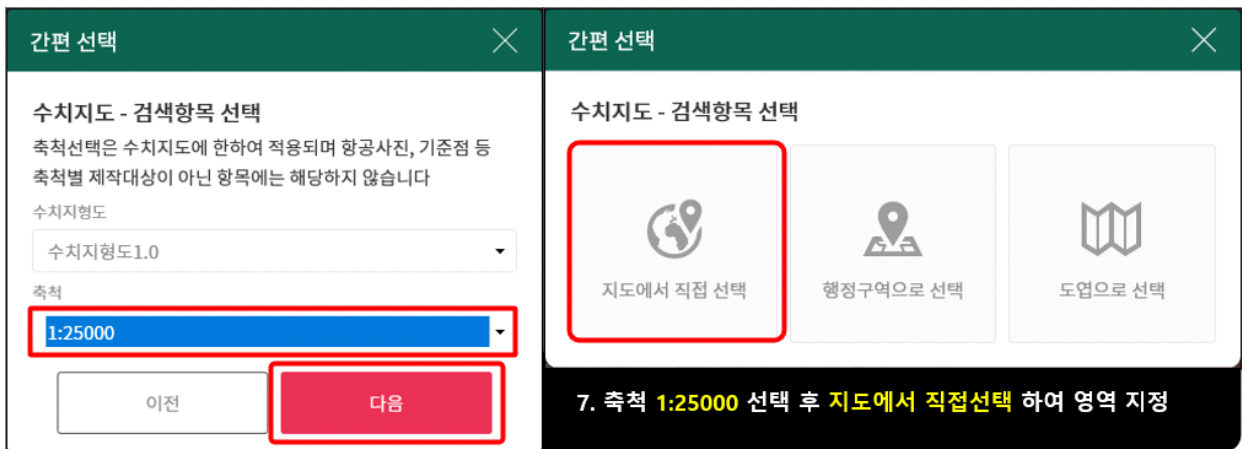 간편 선택
수치지도 - 검색항목 선택
축척선택은 수치지도에 한하여 적용되며 항공사진, 기준점 등
축척별 제작대상이 아닌 항목에는 해당하지 않습니다
수치지형도
수치지형도1.0
축척
1:25000
이전
다음
간편 선택
수치지도 - 검색항목 선택
지도에서 직접 선택
행정구역으로 선택
도엽으로 선택
7. 축척 1:25000 선택 후 지도에서 직접선택 하여 영역 지정